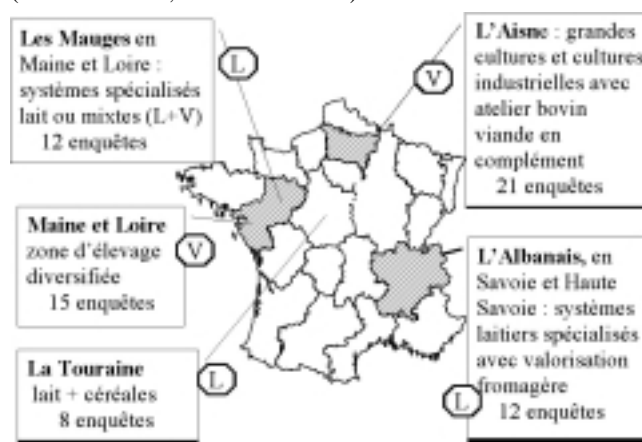 Les Mauges en
Maine et Loire :
systèmes spécialisés
lait ou mixtes (L+V)
12 enquêtes
L
L'Aisne : grandes
cultures et cultures
industrielles avec
atelier bovin
viande en
complément
21 enquêtes
V
Maine et Loire
zone d'élevage
diversifiée
15 enquêtes
V
L'Albanais, en
Savoie et Haute
Savoie : systèmes
laitiers spécialisés
avec valorisation
fromagère
12 enquêtes
L
La Touraine
lait + céréales
8 enquêtes
L